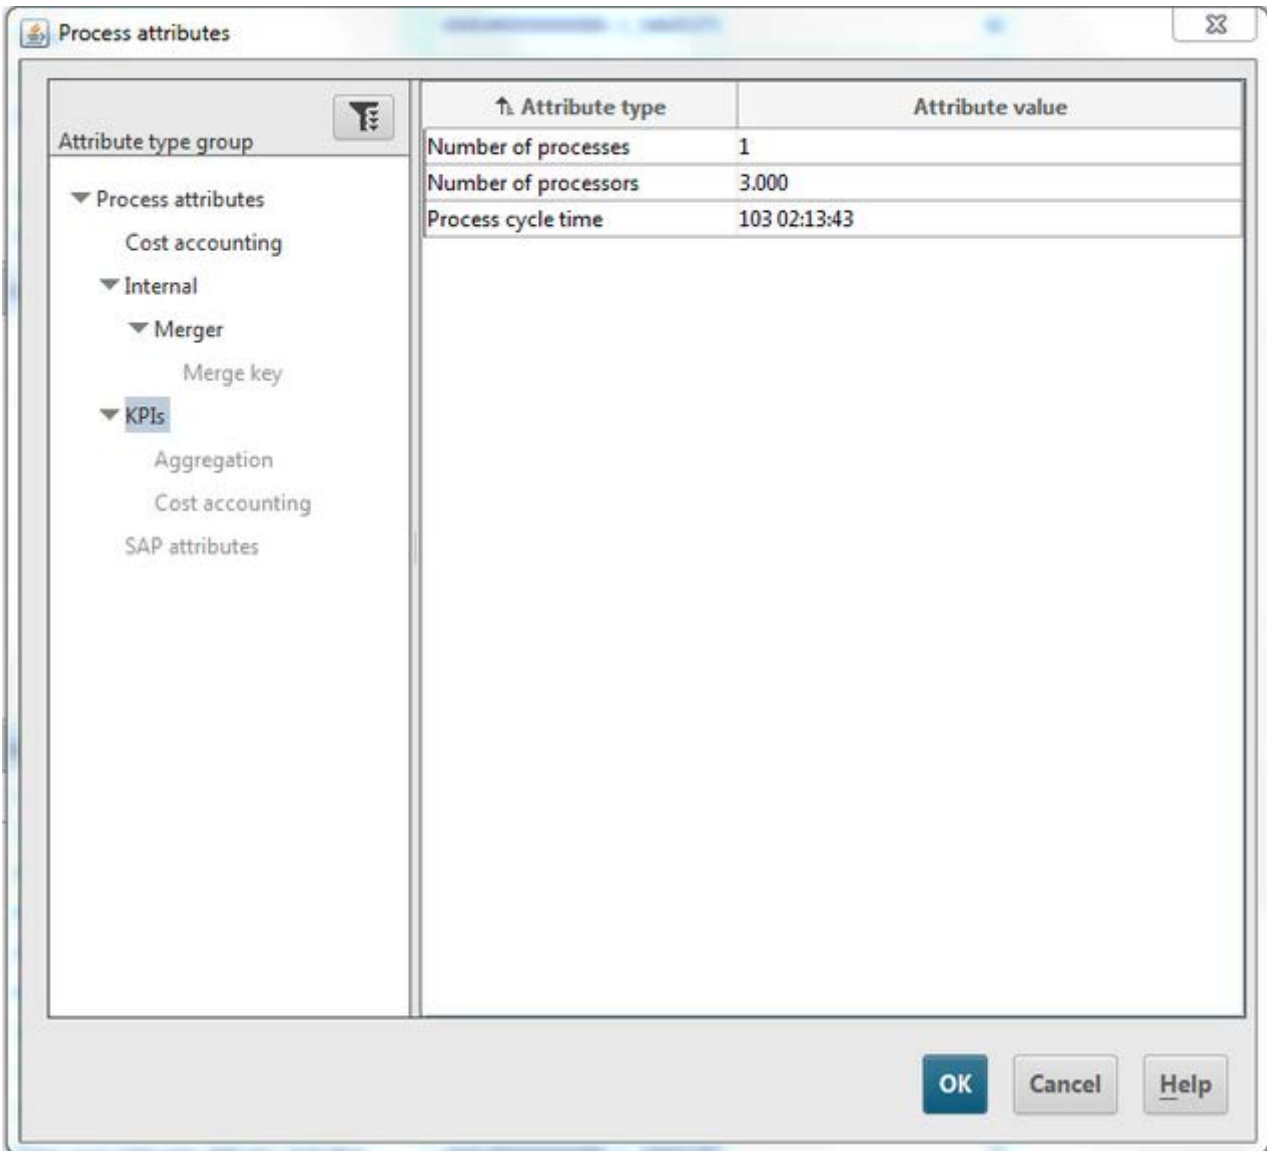 Process attributes
Attribute type group
Process attributes
Cost accounting
Internal
Merger
Merge key
KPIs
Aggregation
Cost accounting
SAP attributes
Attribute type Attribute value
Number of processes 1
Number of processors 3.000
Process cycle time 103 02:13:43
OK Cancel Help